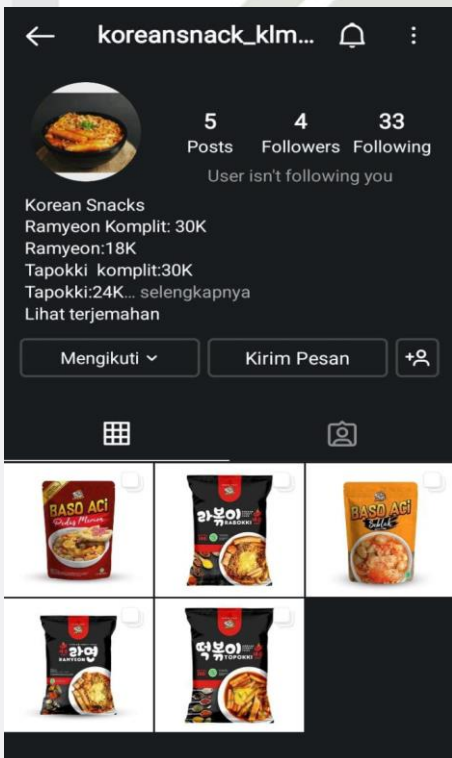 koreansnack_klm...
5 4 33
Posts Followers Following
User isn't following you
Korean Snacks
Ramyeon Komplit: 30K
Ramyeon:18K
Tapokki komplit:30K
Tapokki:24K... selengkapnya
Lihat terjemahan
Mengikuti
Kirim Pesan
BASO ACI
Pedas Mercon
라볶이
RABOKKI
BASO ACI
Seblak
라면
RAMYEON
떡볶이
TOPOKKI